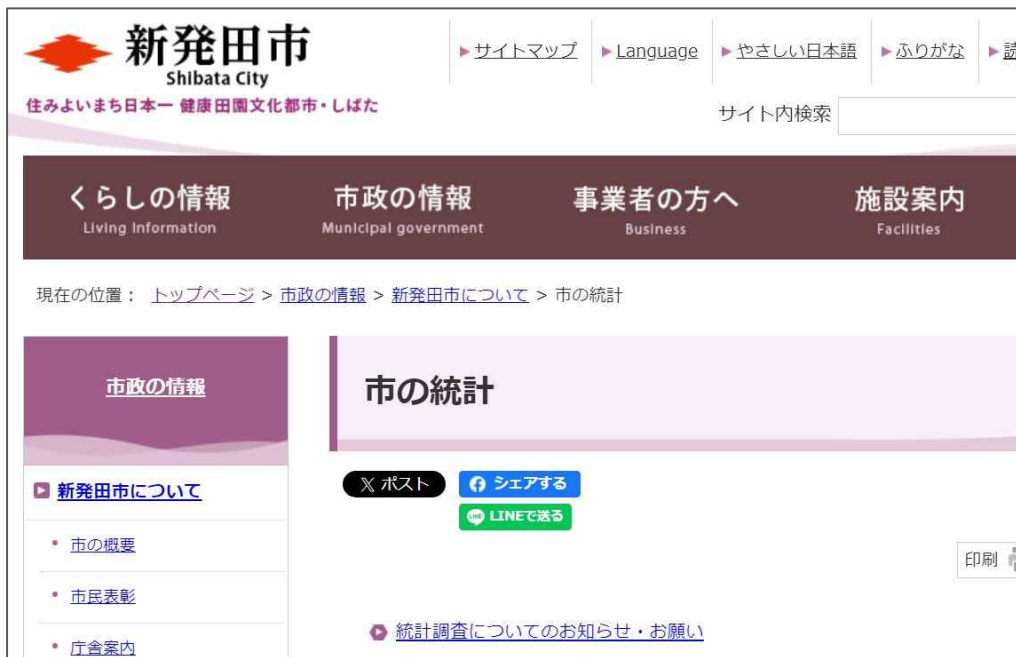 新発田市
Shibata City
住みよいまち日本一 健康田園文化都市・しばた
サイトマップ Language やさしい日本語 ふりがな
サイト内検索
くらしの情報 市政の情報 事業者の方へ 施設案内
Living Information Municipal government Business Facilities
現在の位置： トップページ > 市政の情報 > 新発田市について > 市の統計
市政の情報
市の統計
ポスト シェアする
LINEで送る
新発田市について
市の概要
印刷
市民表彰
統計調査についてのお知らせ・お願い
庁舎案内